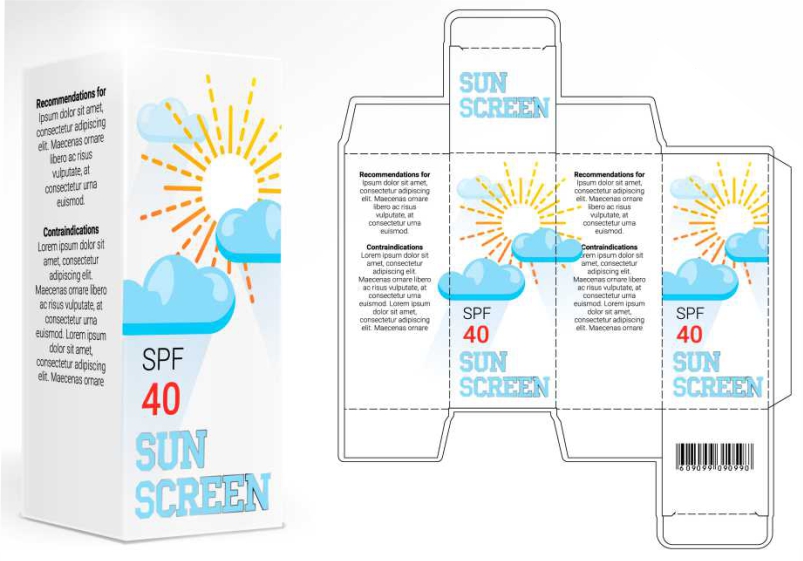 Recommendations for
Ipsum dolor sit amet,
consectetur adipiscing
elit. Maecenas ornare
libero ac risus
vulputate, at
consectetur urna
euismod.
Contraindications
Lorem ipsum dolor sit
amet, consectetur
adipiscing elit.
Maecenas ornare libero
ac risus vulputate, at
consectetur urna
euismod. Lorem ipsum
dolor sit amet,
consectetur adipiscing
elit. Maecenas ornare
SPF
40
SUN
SCREEN
SUN
SCREEN
Recommendations for
Ipsum dolor sit amet,
consectetur adipiscing
elit. Maecenas ornare
libero ac risus
vulputate, at
consectetur urna
euismod.
Contraindications
Lorem ipsum dolor sit
amet, consectetur
adipiscing elit.
Maecenas ornare libero
ac risus vulputate, at
consectetur urna
euismod. Lorem ipsum
dolor sit amet,
consectetur adipiscing
elit. Maecenas ornare
SPF
40
SUN
SCREEN
Recommendations for
Ipsum dolor sit amet,
consectetur adipiscing
elit. Maecenas ornare
libero ac risus
vulputate, at
consectetur urna
euismod.
Contraindications
Lorem ipsum dolor sit
amet, consectetur
adipiscing elit.
Maecenas ornare libero
ac risus vulputate, at
consectetur urna
euismod. Lorem ipsum
dolor sit amet,
consectetur adipiscing
elit. Maecenas ornare
SPF
40
SUN
SCREEN
6 09099 090990